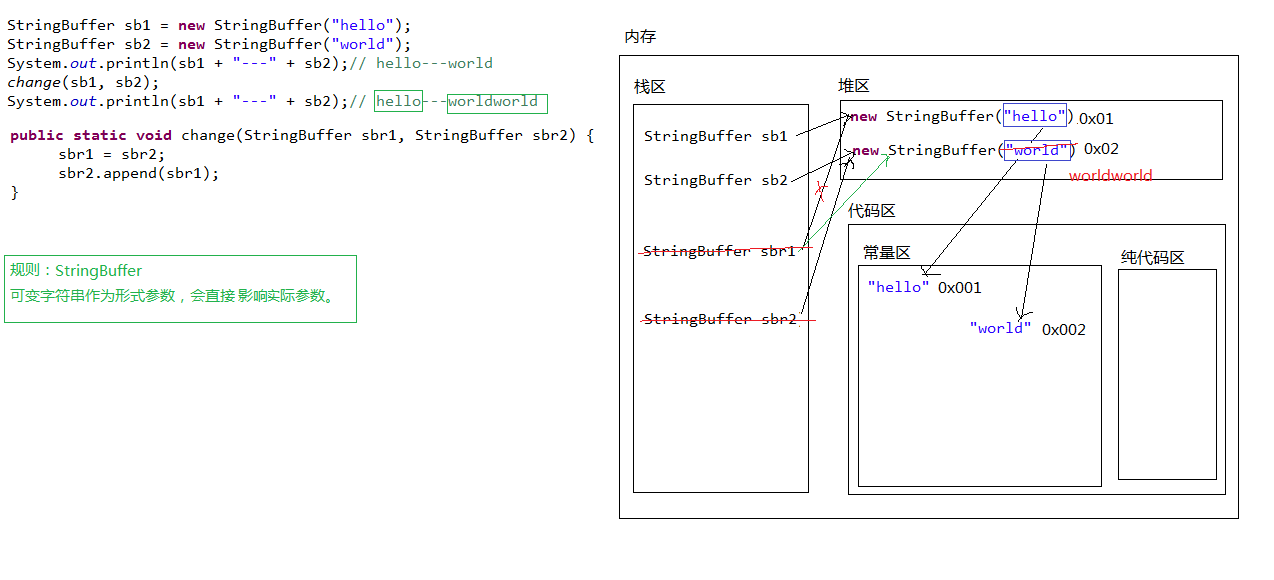 StringBuffer sb1 = new StringBuffer("hello");
StringBuffer sb2 = new StringBuffer("world");
System.out.println(sb1 + "---" + sb2);// hello---world
change(sb1, sb2);
System.out.println(sb1 + "---" + sb2);// hello---worldworld
public static void change(StringBuffer sbr1, StringBuffer sbr2) {
sbr1 = sbr2;
sbr2.append(sbr1);
}
规则：StringBuffer
可变字符串作为形式参数，会直接影响实际参数。
内存
栈区
StringBuffer sb1
StringBuffer sb2
StringBuffer sbr1
StringBuffer sbr2
堆区
new StringBuffer("hello") 0x01
new StringBuffer("world") 0x02
worldworld
代码区
常量区
"hello" 0x001
"world" 0x002
纯代码区